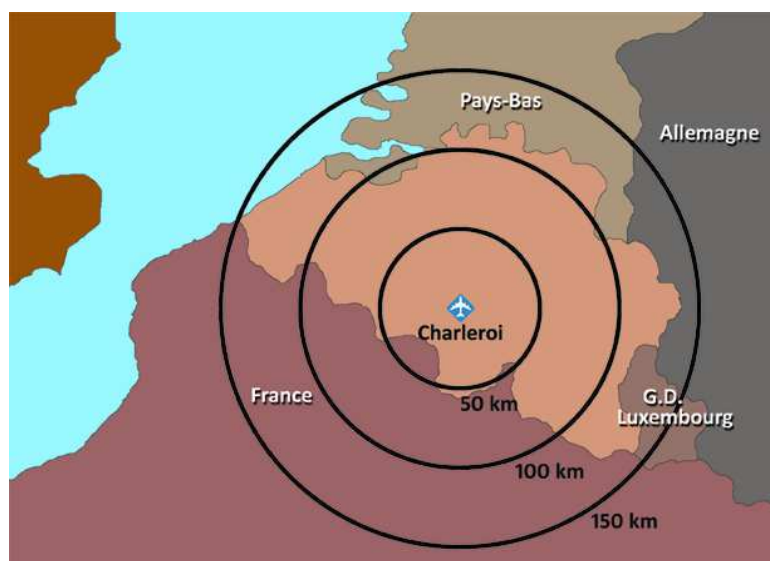 Pays-Bas
Allemagne
Charleroi
France
G.D.
Luxembourg
50 km
100 km
150 km